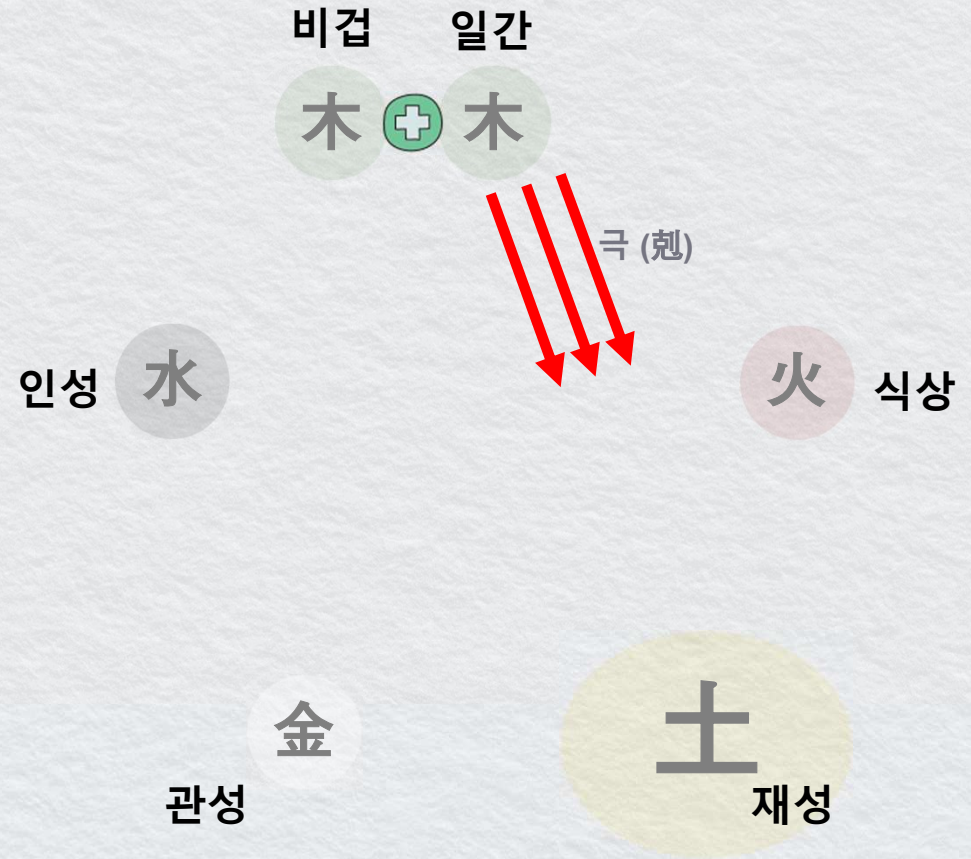 비겁 일간
木 木
극 (剋)
인성 水 火 식상
金 土
관성 재성